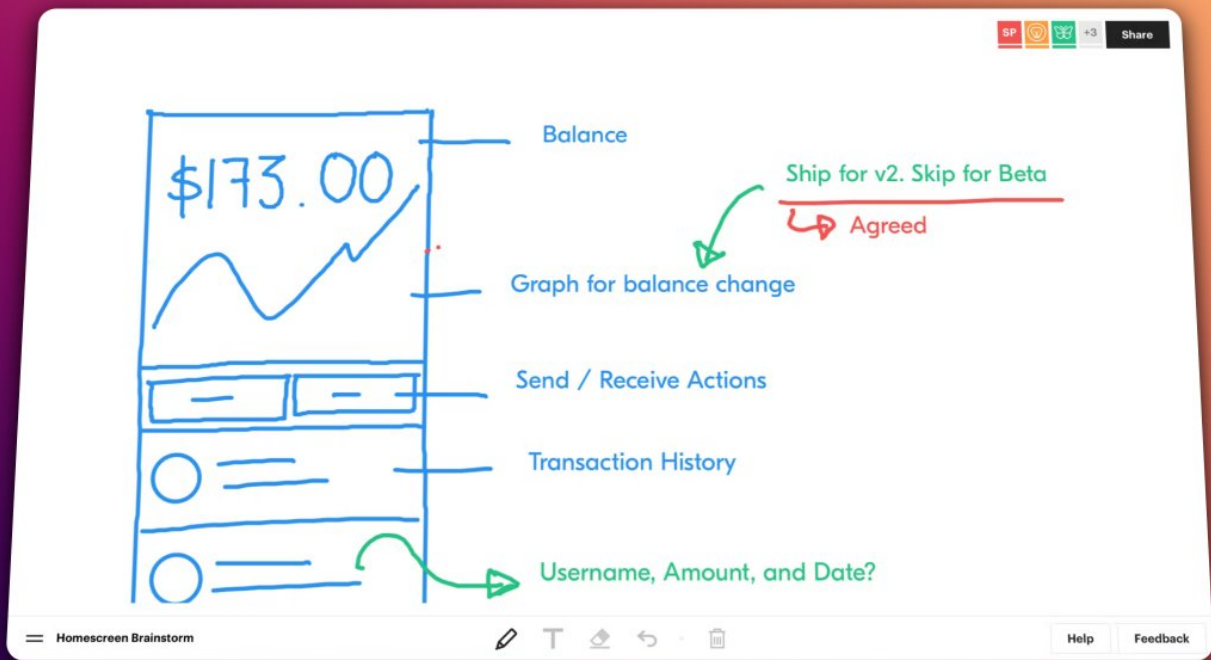 SP
+3
Share
Balance
$173.00
Ship for v2. Skip for Beta
Agreed
Graph for balance change
Send / Receive Actions
Transaction History
Username, Amount, and Date?
Homescreen Brainstorm
T
Help
Feedback